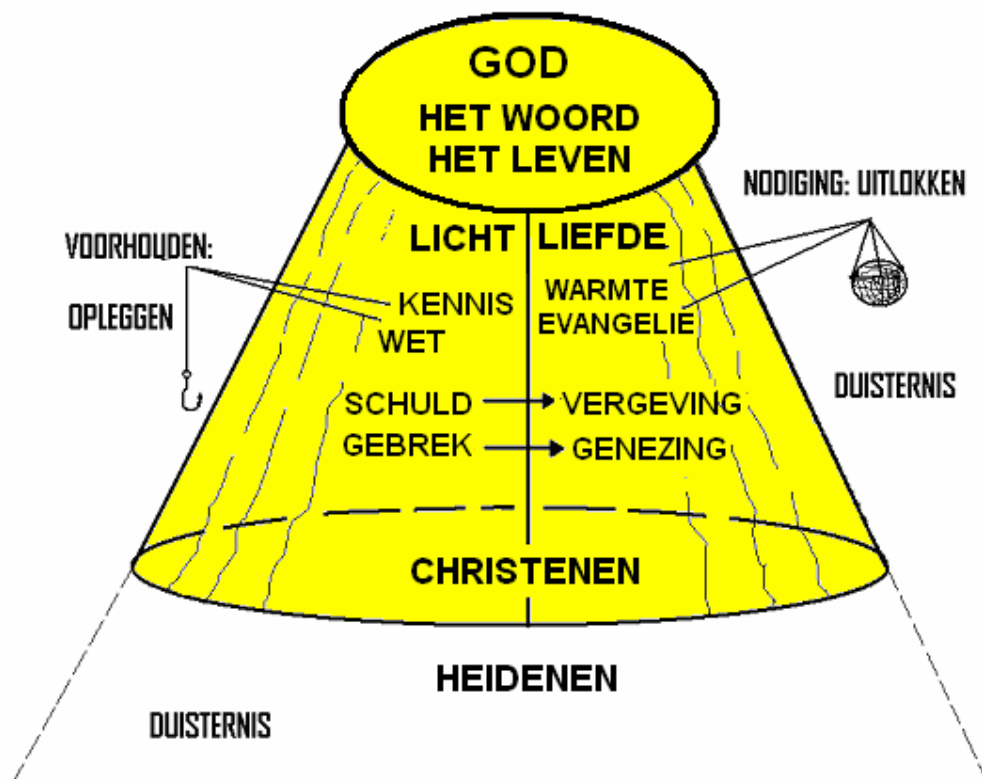 GOD
HET WOORD
HET LEVEN
NODIGING: UITLOKKEN
VOORHOUDEN:
OPLEGGEN
LICHT
LIEFDE
KENNIS
WET
WARMTE
EVANGELIE
DUISTERNIS
SCHULD
VERGEVING
GEBREK
GENEZING
CHRISTENEN
HEIDENEN
DUISTERNIS